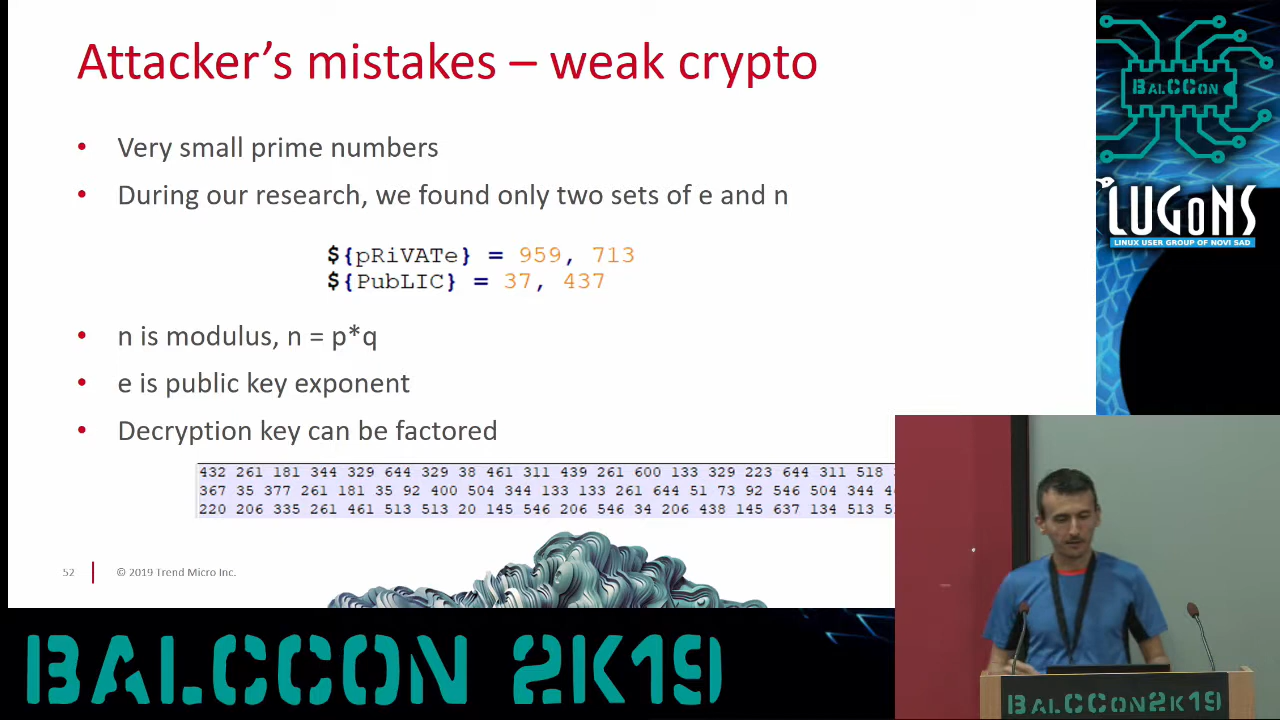 Attacker's mistakes – weak crypto
• Very small prime numbers
• During our research, we found only two sets of e and n
${pRiVATe} = 959, 713
${PubLIC} = 37, 437
• n is modulus, n = p*q
• e is public key exponent
• Decryption key can be factored
432 261 181 344 329 644 329 38 461 311 439 261 600 133 329 223 644 311 518
367 35 377 261 181 35 92 400 504 344 133 133 261 644 51 73 92 546 504 344
220 206 335 261 461 513 513 20 145 546 206 546 34 206 438 145 637 134 513
52
© 2019 Trend Micro Inc.
BALCCON
LUGONS
LINUX USER GROUP OF NOVI SAD
BALCCON 2K19
BALCCON2K19